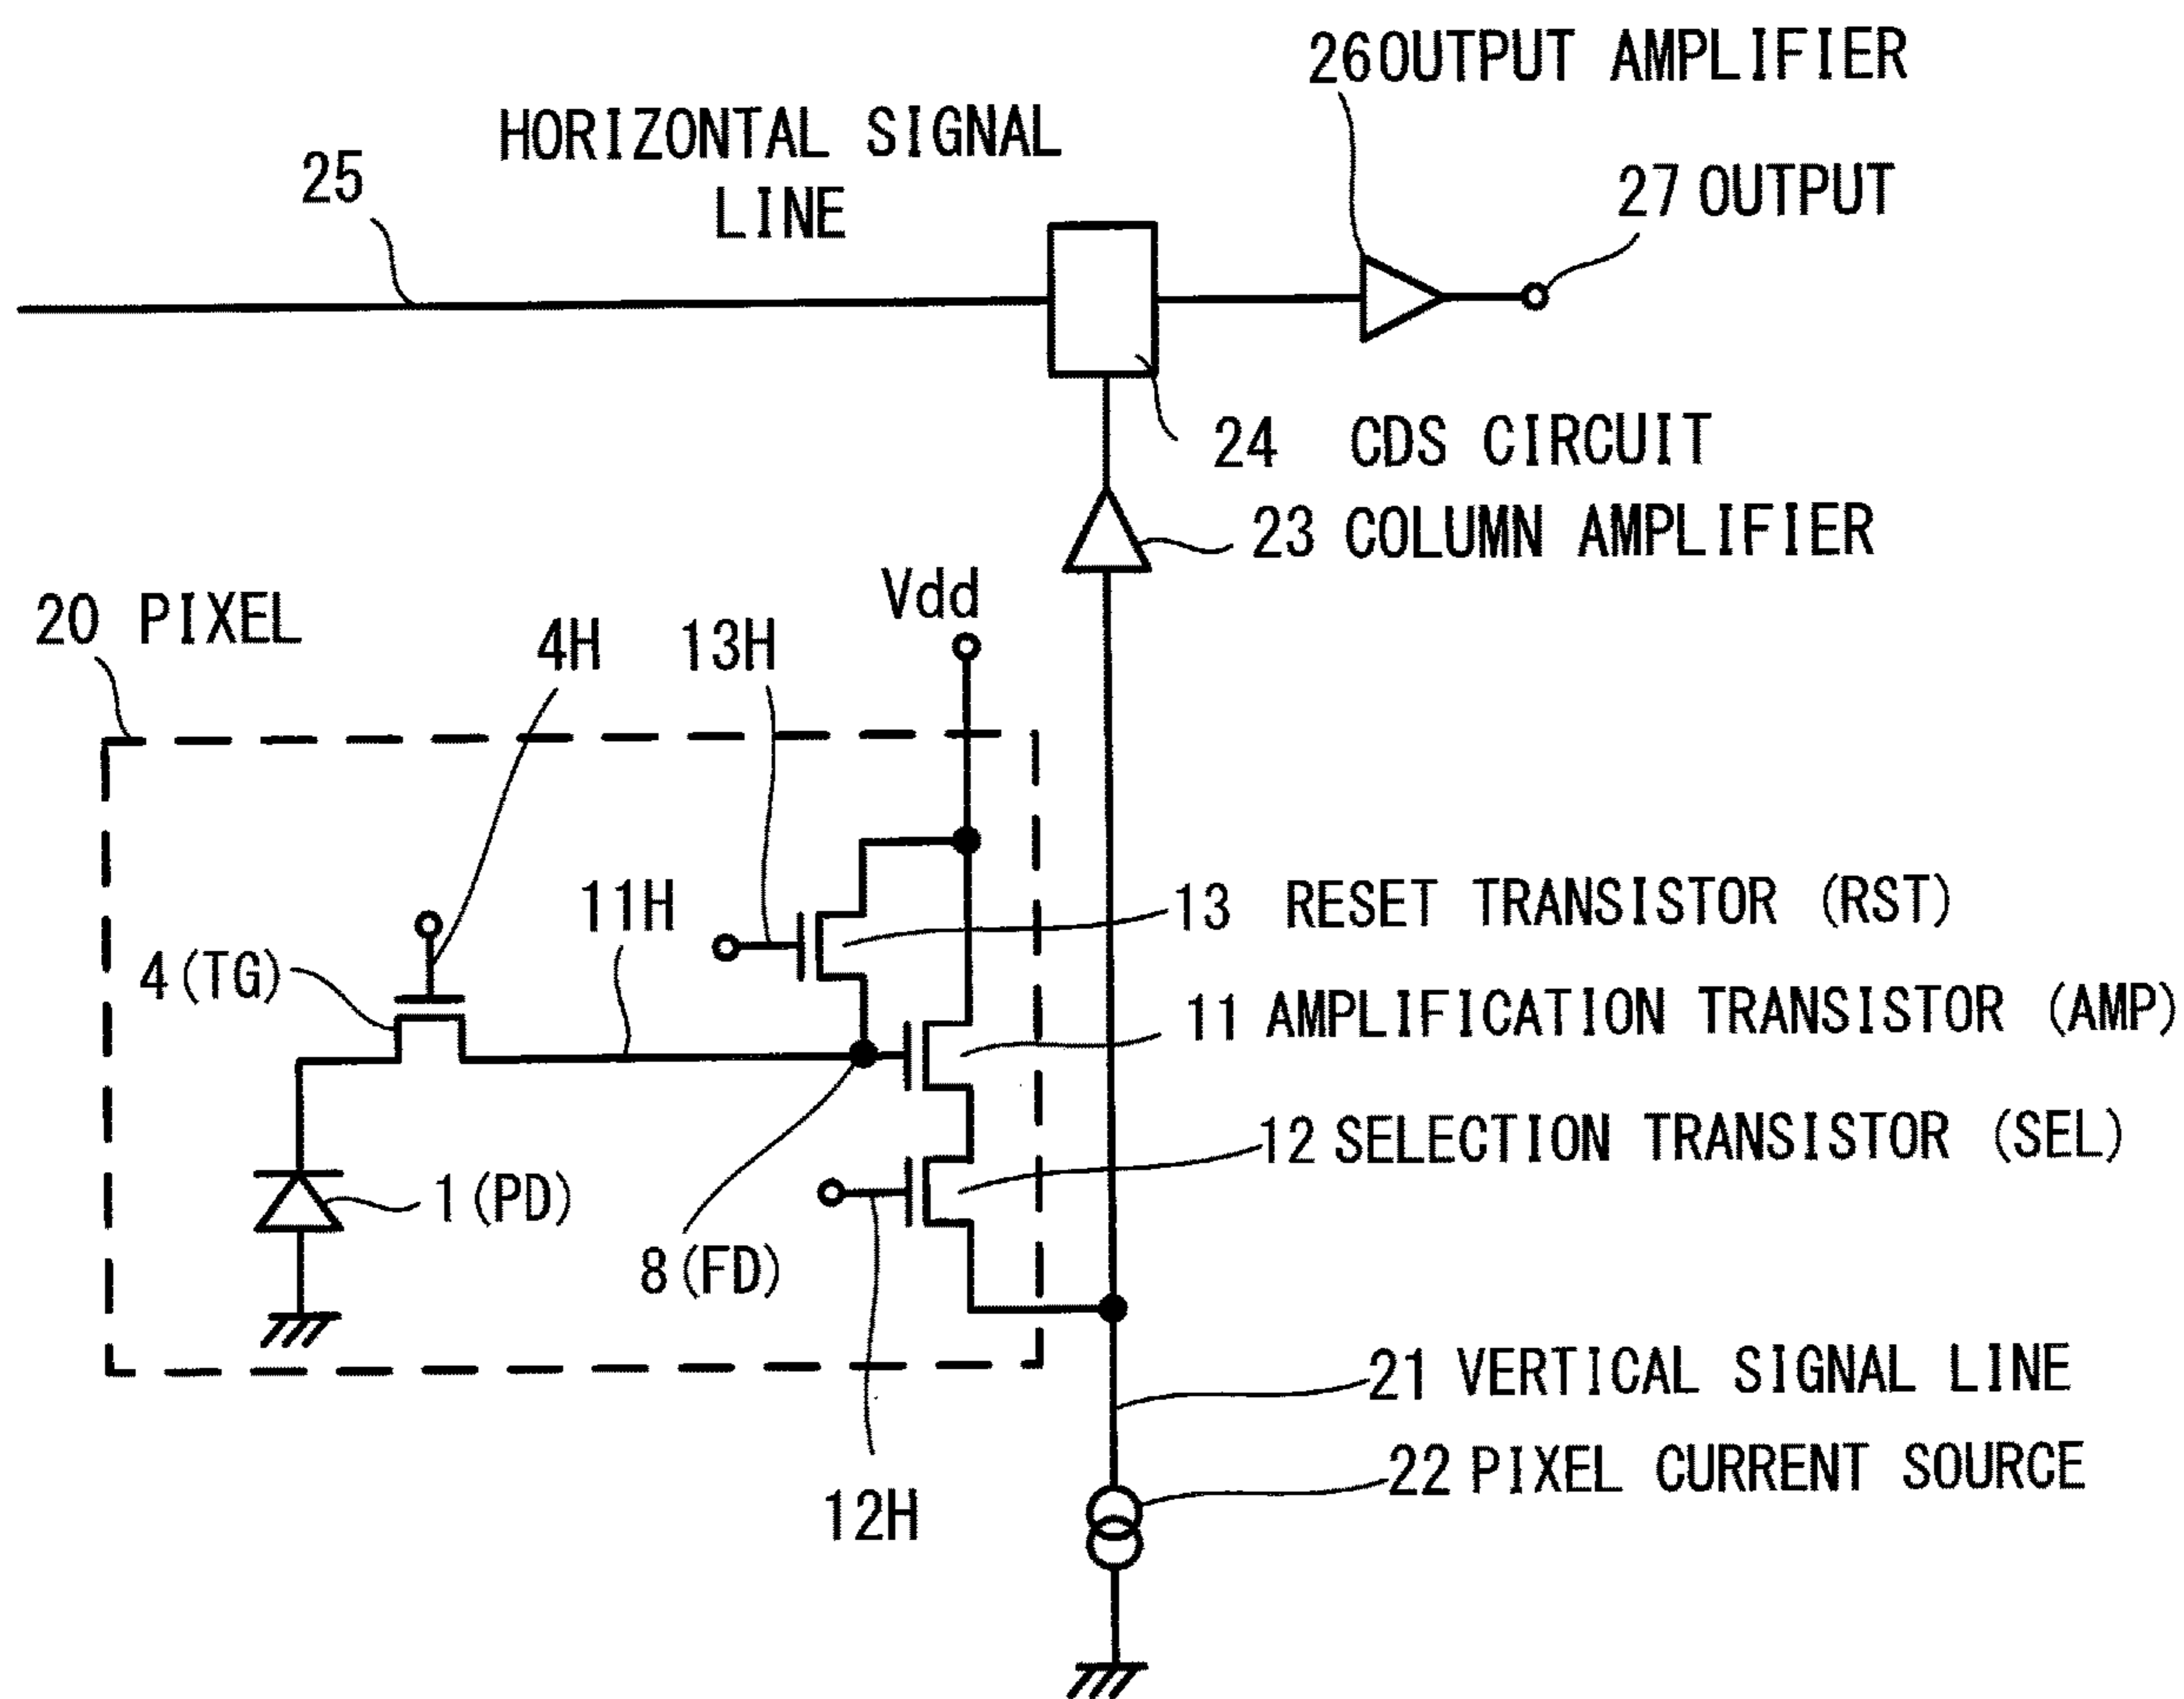 26 OUTPUT AMPLIFIER
HORIZONTAL SIGNAL
LINE
25
27 OUTPUT
24 CDS CIRCUIT
23 COLUMN AMPLIFIER
Vdd
20 PIXEL
4H
13H
11H
13 RESET TRANSISTOR (RST)
4 (TG)
11 AMPLIFICATION TRANSISTOR (AMP)
12 SELECTION TRANSISTOR (SEL)
1 (PD)
8 (FD)
21 VERTICAL SIGNAL LINE
22 PIXEL CURRENT SOURCE
12H